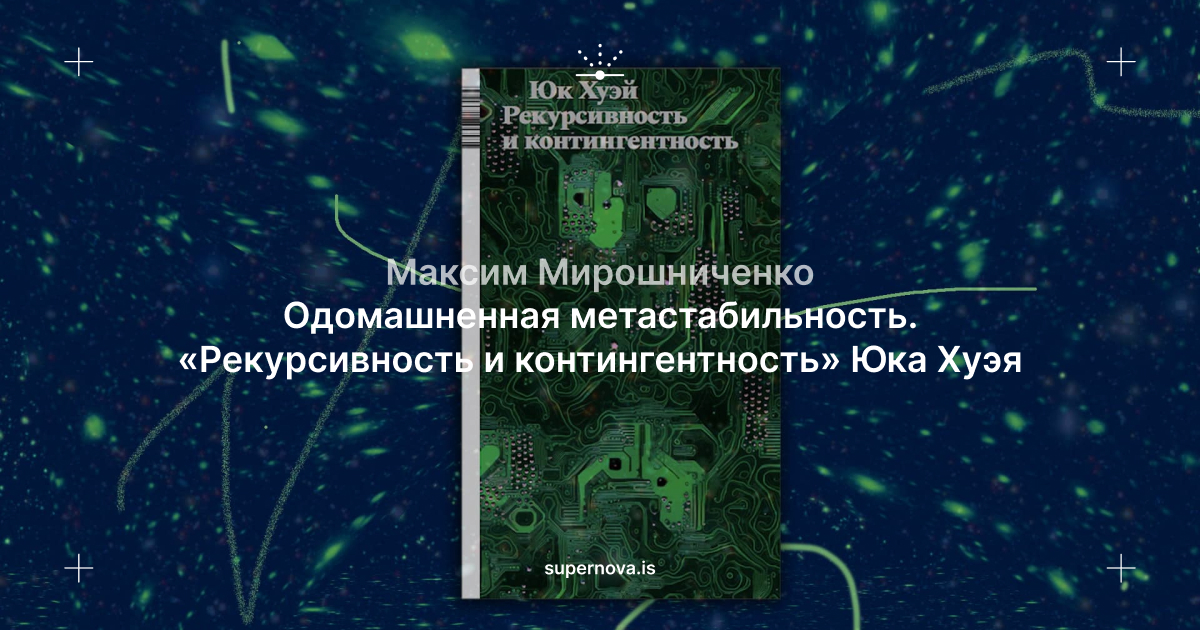 Юк Хуэй
Рекурсивность
и контингентность
Максим Мирошниченко
Одомашненная метастабильность.
«Рекурсивность и контингентность» Юка Хуэя
supernova.is